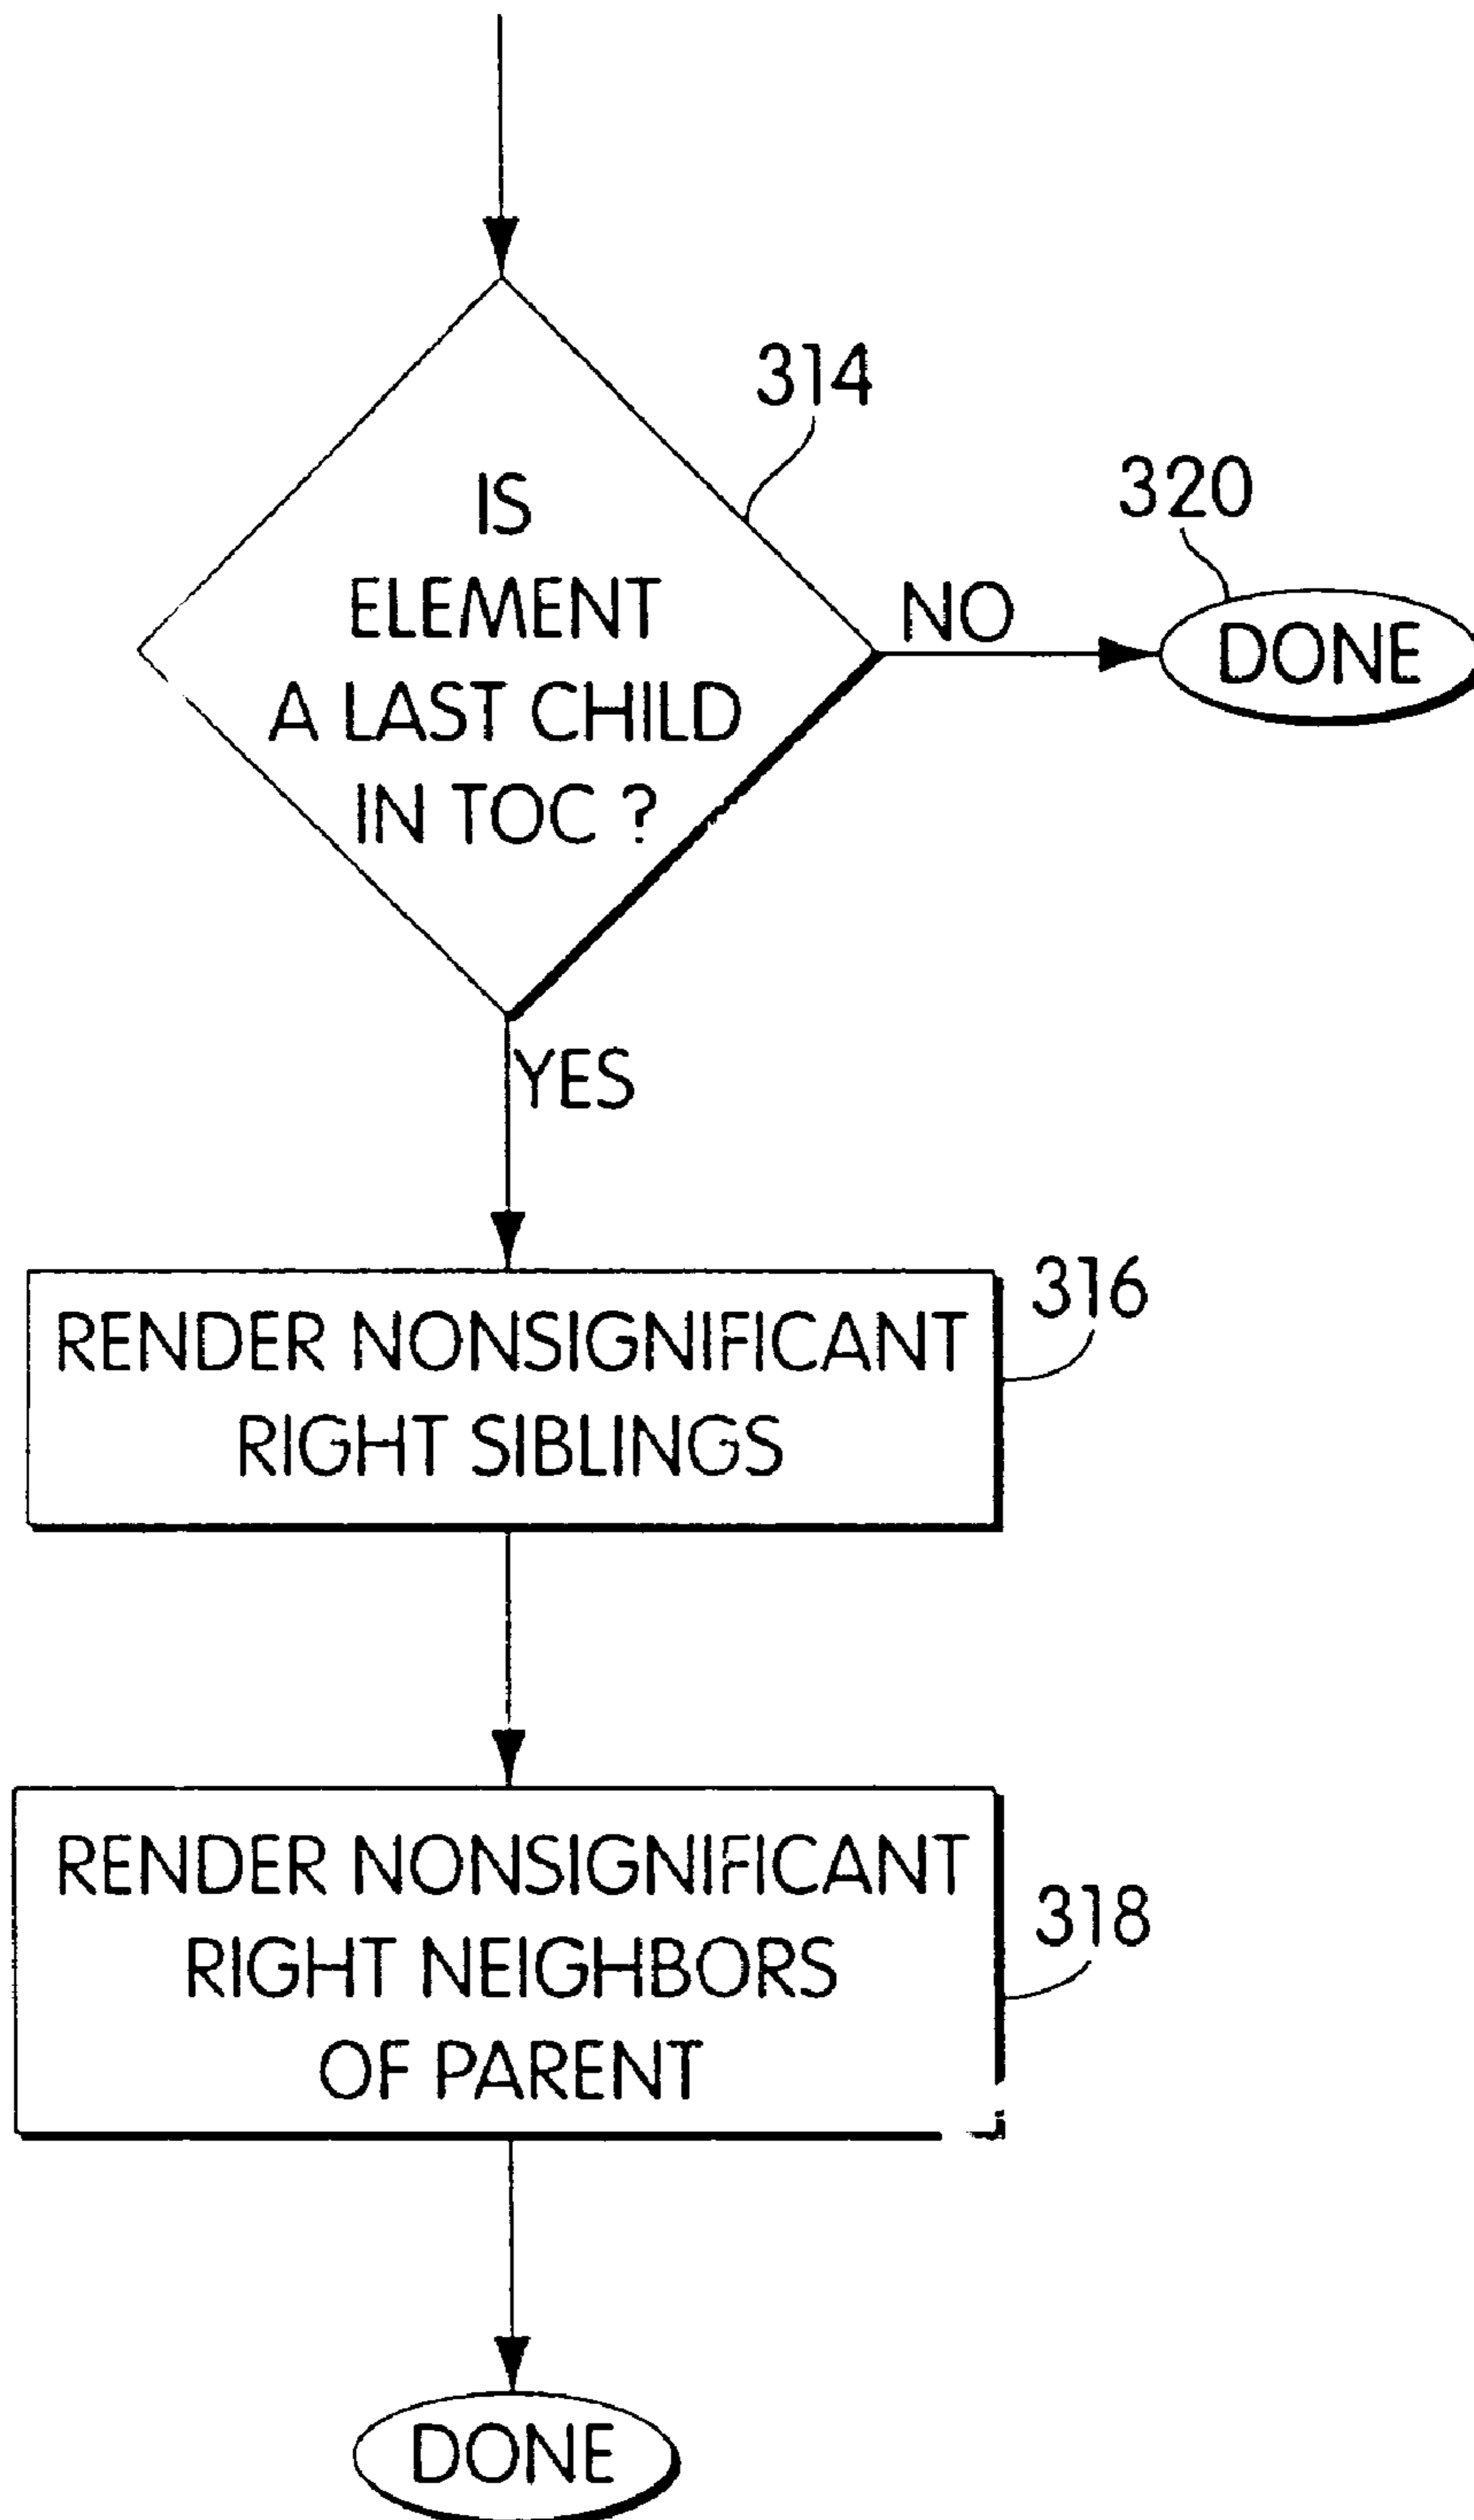 314
IS
ELEMENT
A LAST CHILD
IN TOC ?
320
NO
DONE
YES
316
RENDER NONSIGNIFICANT
RIGHT SIBLINGS
RENDER NONSIGNIFICANT
RIGHT NEIGHBORS
OF PARENT
318
DONE